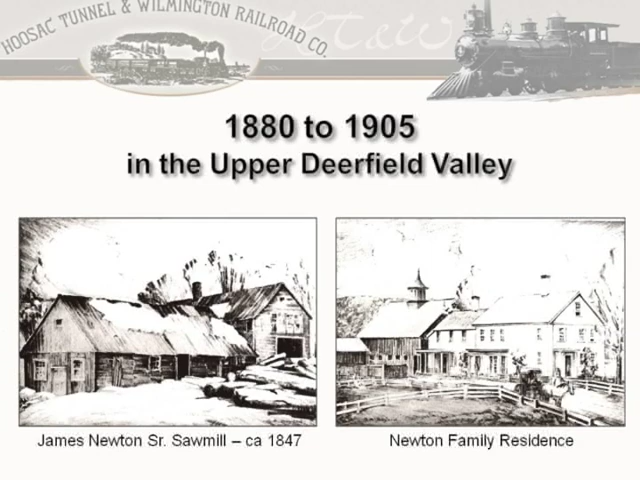 HOOSAC TUNNEL & WILMINGTON RAILROAD CO.
HT&W
1880 to 1905
in the Upper Deerfield Valley
James Newton Sr. Sawmill – ca 1847
Newton Family Residence